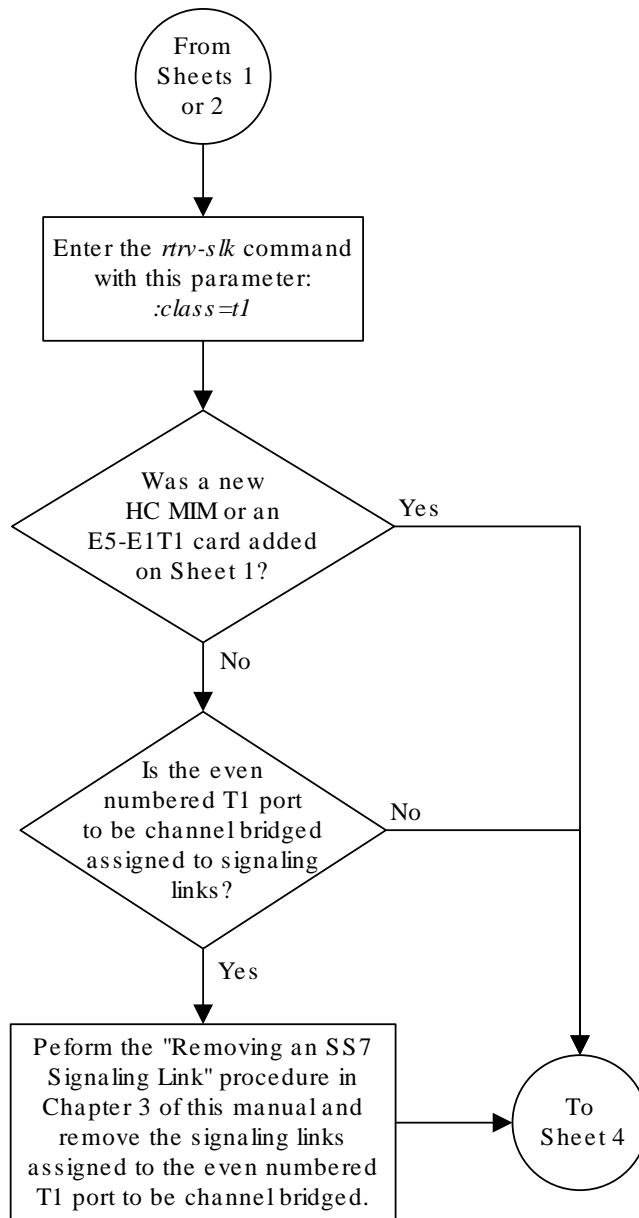 From
Sheets 1
or 2
Enter the rtrv-slk command
with this parameter:
:class=t1
Was a new
HC MIM or an
E5-E1T1 card added
on Sheet 1?
Yes
No
Is the even
numbered T1 port
to be channel bridged
assigned to signaling
links?
No
Yes
Peform the "Removing an SS7
Signaling Link" procedure in
Chapter 3 of this manual and
remove the signaling links
assigned to the even numbered
T1 port to be channel bridged.
To
Sheet 4